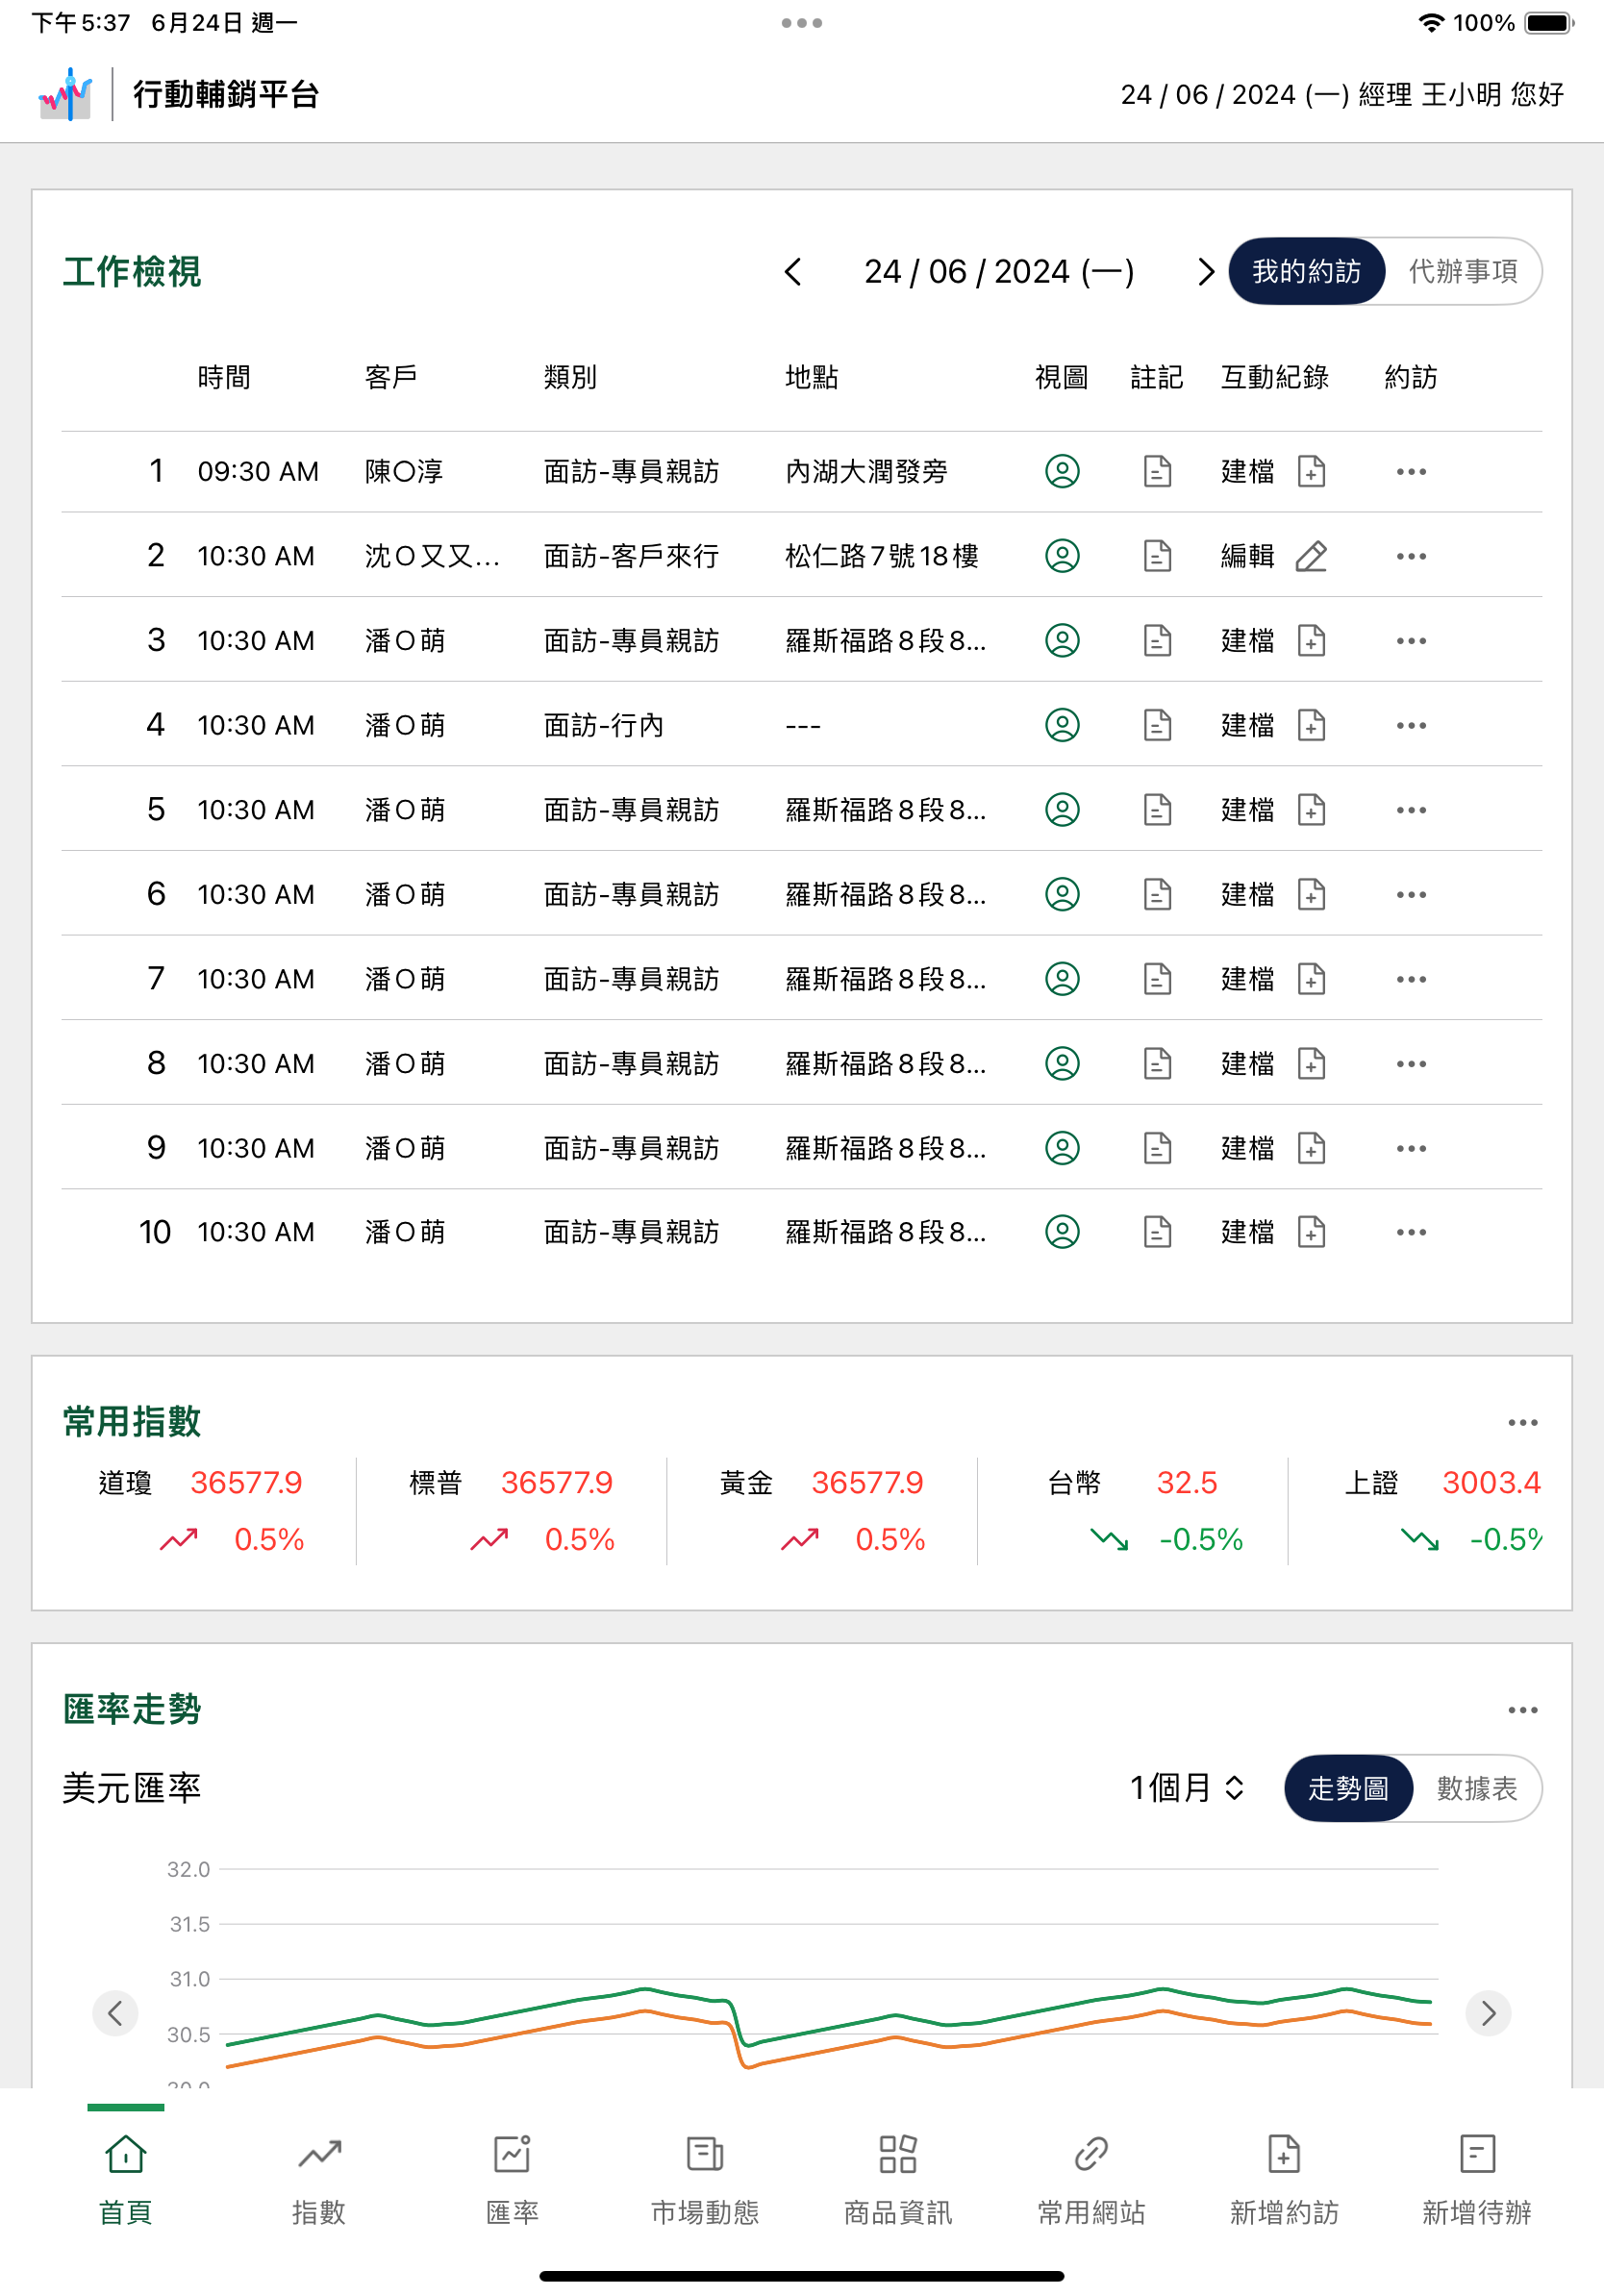 下午5:37 6月24日 週一 100%
行動輔銷平台 24 / 06 / 2024 (一) 經理 王小明 您好
工作檢視 24 / 06 / 2024 (一) 我的約訪 代辦事項
時間 客戶 類別 地點 視圖 註記 互動紀錄 約訪
1 09:30 AM 陳〇淳 面訪-專員親訪 內湖大潤發旁 建檔
2 10:30 AM 沈Ｏ又又... 面訪-客戶來行 松仁路7號18樓 編輯
3 10:30 AM 潘Ｏ萌 面訪-專員親訪 羅斯福路8段8... 建檔
4 10:30 AM 潘Ｏ萌 面訪-行內 --- 建檔
5 10:30 AM 潘Ｏ萌 面訪-專員親訪 羅斯福路8段8... 建檔
6 10:30 AM 潘Ｏ萌 面訪-專員親訪 羅斯福路8段8... 建檔
7 10:30 AM 潘Ｏ萌 面訪-專員親訪 羅斯福路8段8... 建檔
8 10:30 AM 潘Ｏ萌 面訪-專員親訪 羅斯福路8段8... 建檔
9 10:30 AM 潘Ｏ萌 面訪-專員親訪 羅斯福路8段8... 建檔
10 10:30 AM 潘Ｏ萌 面訪-專員親訪 羅斯福路8段8... 建檔
常用指數
道瓊 36577.9 標普 36577.9 黃金 36577.9 台幣 32.5 上證 3003.4
0.5% 0.5% 0.5% -0.5% -0.5%
匯率走勢
美元匯率 1個月 走勢圖 數據表
32.0
31.5
31.0
30.5
首頁 指數 匯率 市場動態 商品資訊 常用網站 新增約訪 新增待辦